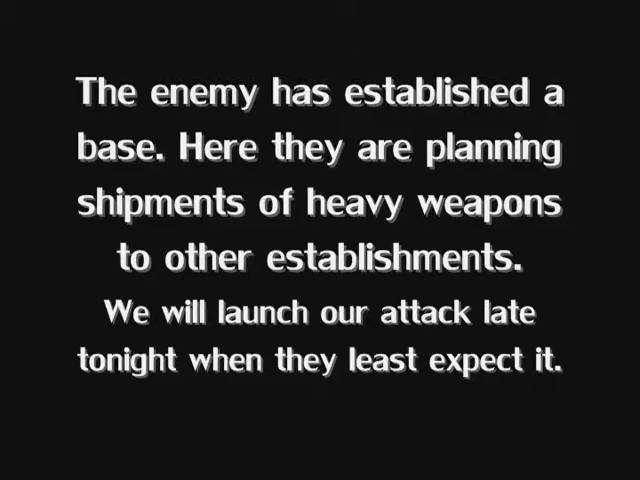 The enemy has established a
base. Here they are planning
shipments of heavy weapons
to other establishments.
We will launch our attack late
tonight when they least expect it.